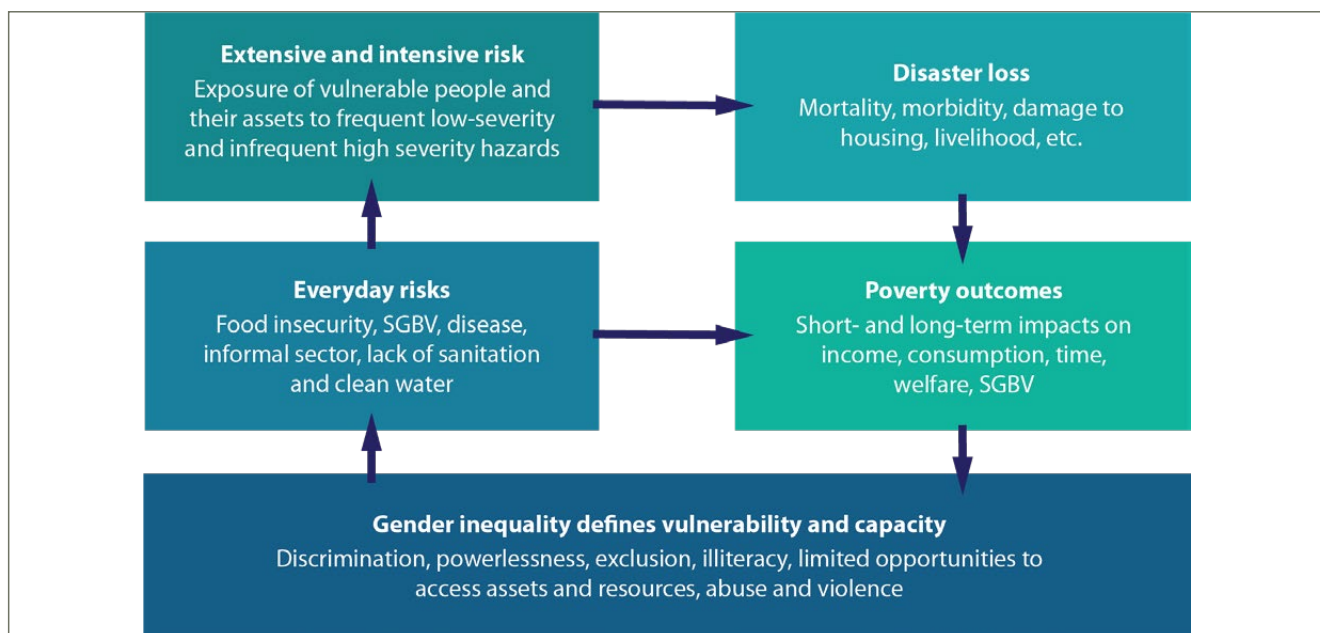 Extensive and intensive risk
Exposure of vulnerable people and
their assets to frequent low-severity
and infrequent high severity hazards
Disaster loss
Mortality, morbidity, damage to
housing, livelihood, etc.
Everyday risks
Food insecurity, SGBV, disease,
informal sector, lack of sanitation
and clean water
Poverty outcomes
Short- and long-term impacts on
income, consumption, time,
welfare, SGBV
Gender inequality defines vulnerability and capacity
Discrimination, powerlessness, exclusion, illiteracy, limited opportunities to
access assets and resources, abuse and violence